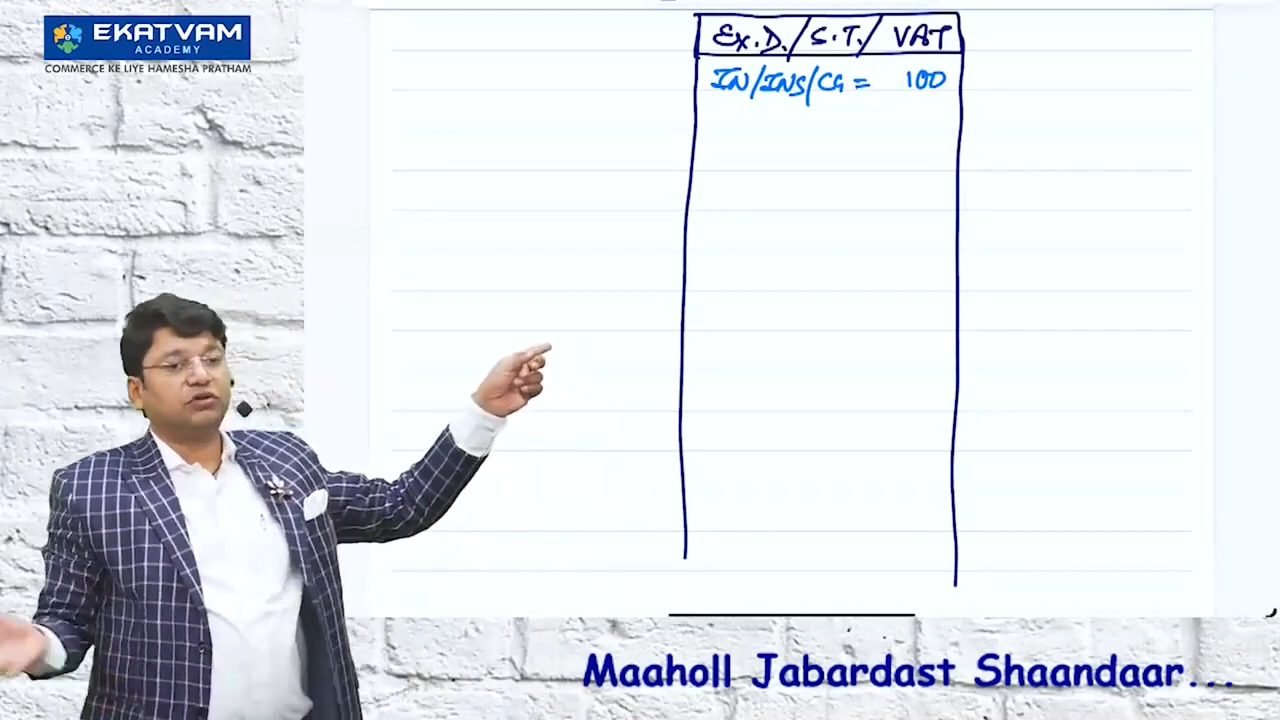 EKATVAM
ACADEMY
COMMERCE KE LIYE HAMESHA PRATHAM
Ex.D./S.T./VAT
IN/INS/CG = 100
Maaholl Jabardast Shaandaar...